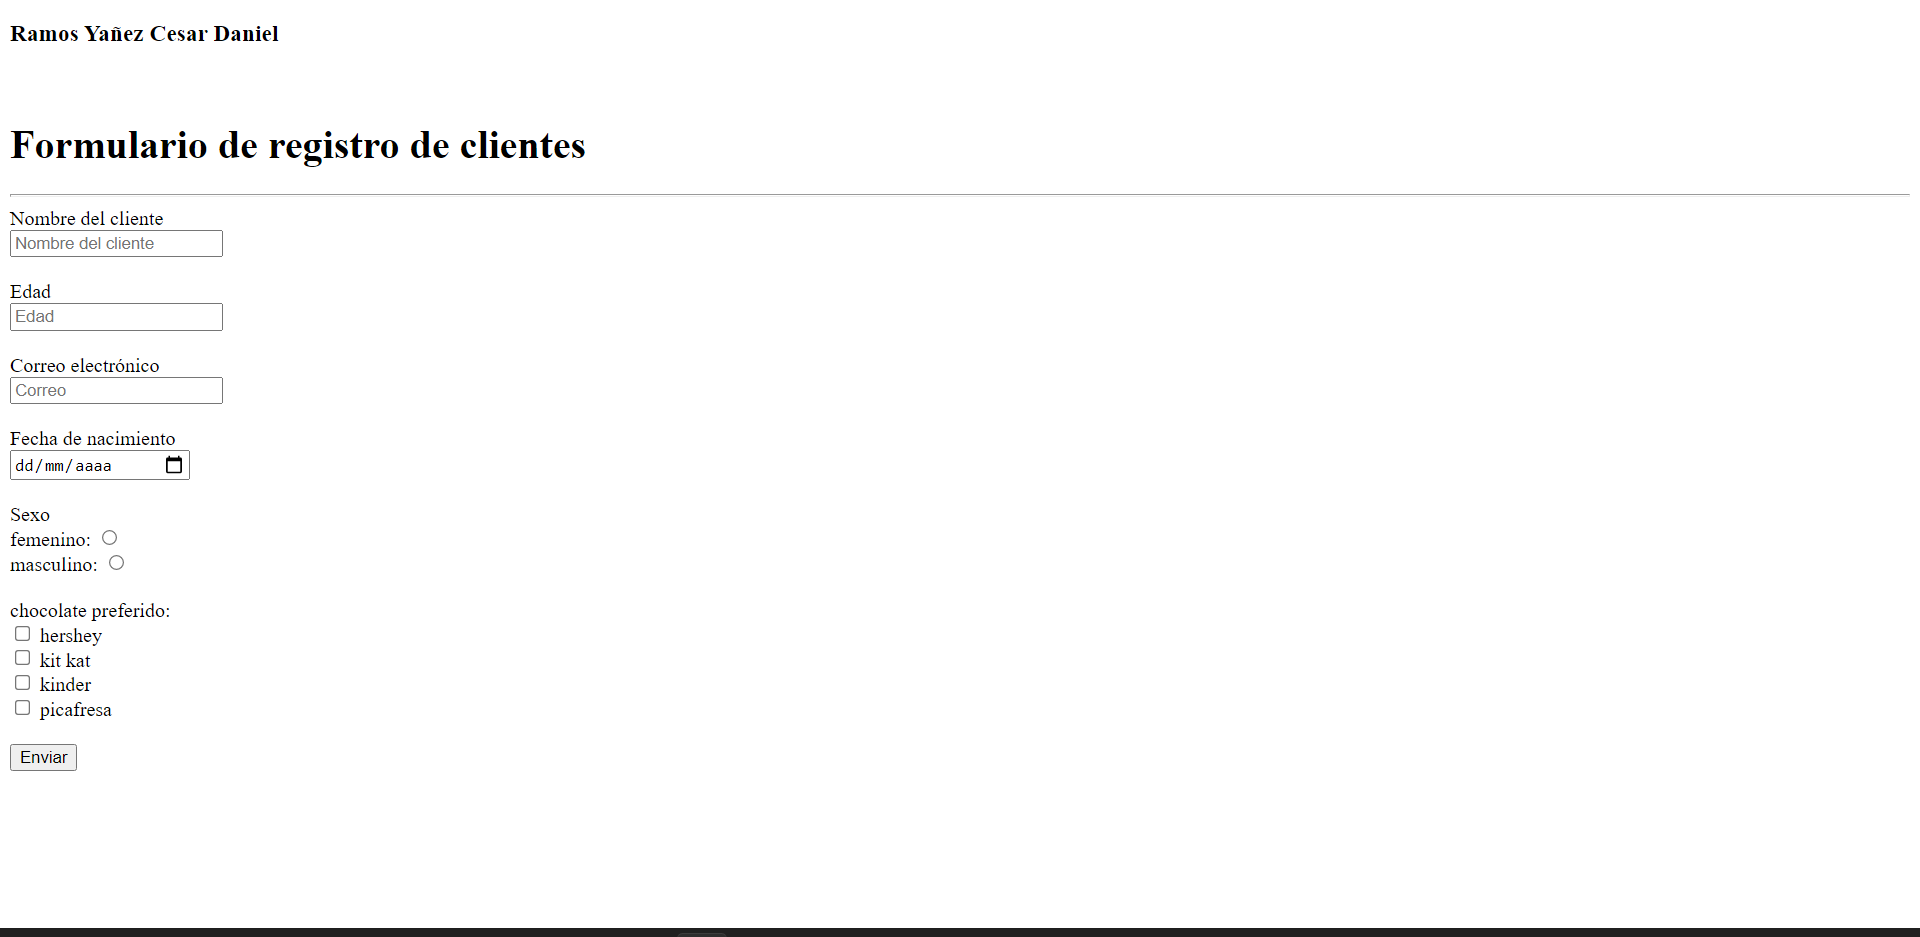 Ramos Yañez Cesar Daniel
Formulario de registro de clientes
Nombre del cliente
Nombre del cliente
Edad
Edad
Correo electrónico
Correo
Fecha de nacimiento
dd/mm/aaaa
Sexo
femenino:
masculino:
chocolate preferido:
hershey
kit kat
kinder
picafresa
Enviar